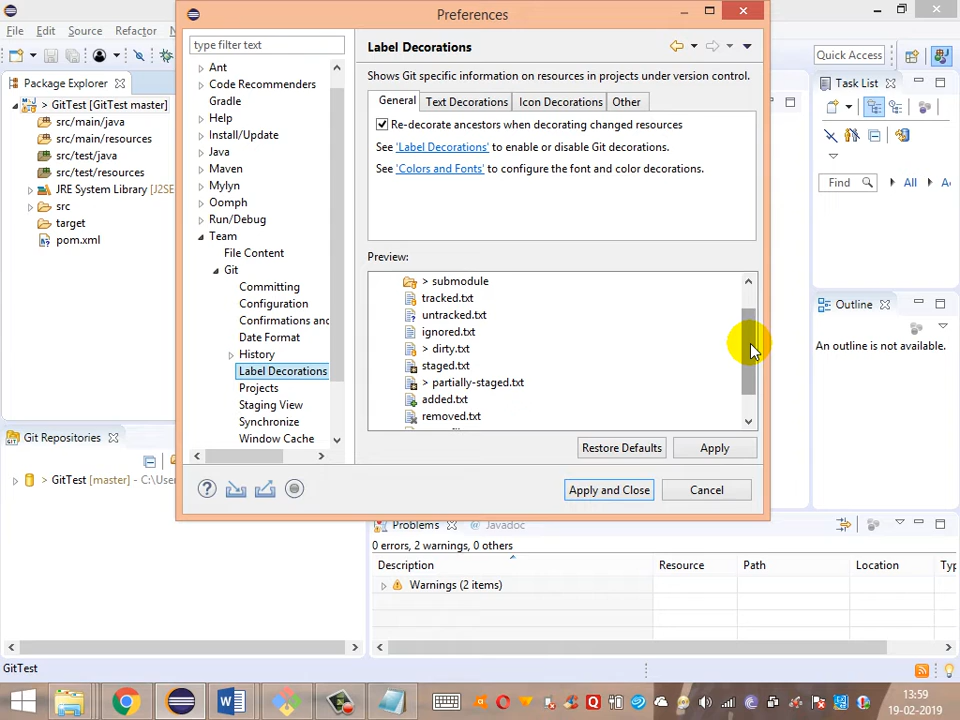 Preferences
File Edit Source Refactor
Quick Access
Package Explorer
> GitTest [GitTest master]
src/main/java
src/main/resources
src/test/java
src/test/resources
JRE System Library [J2SE
src
target
pom.xml
Git Repositories
> GitTest [master] - C:\User
type filter text
Ant
Code Recommenders
Gradle
Help
Install/Update
Java
Maven
Mylyn
Oomph
Run/Debug
Team
File Content
Git
Committing
Configuration
Confirmations and
Date Format
History
Label Decorations
Projects
Staging View
Synchronize
Window Cache
Label Decorations
Shows Git specific information on resources in projects under version control.
General Text Decorations Icon Decorations Other
Re-decorate ancestors when decorating changed resources
See 'Label Decorations' to enable or disable Git decorations.
See 'Colors and Fonts' to configure the font and color decorations.
Preview:
> submodule
tracked.txt
untracked.txt
ignored.txt
> dirty.txt
staged.txt
> partially-staged.txt
added.txt
removed.txt
Restore Defaults Apply
Apply and Close Cancel
Task List
Find All A
Outline
An outline is not available.
Problems @ Javadoc
0 errors, 2 warnings, 0 others
Description Resource Path Location Typ
Warnings (2 items)
GitTest
13:59
19-02-2019